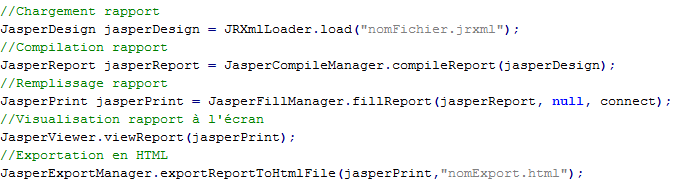 //Chargement rapport
JasperDesign jasperDesign = JRXmlLoader.load("nomFichier.jrxml");
//Compilation rapport
JasperReport jasperReport = JasperCompileManager.compileReport(jasperDesign);
//Remplissage rapport
JasperPrint jasperPrint = JasperFillManager.fillReport(jasperReport, null, connect);
//Visualisation rapport à l'écran
JasperViewer.viewReport(jasperPrint);
//Exportation en HTML
JasperExportManager.exportReportToHtmlFile(jasperPrint,"nomExport.html");